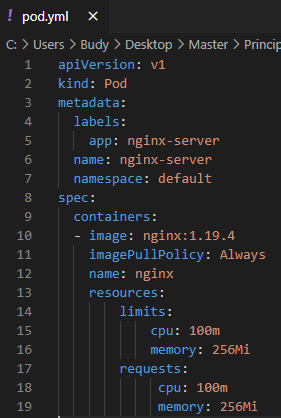 ! pod.yml ×
C: > Users > Budy > Desktop > Master > Princip
1 apiVersion: v1
2 kind: Pod
3 metadata:
4 labels:
5 app: nginx-server
6 name: nginx-server
7 namespace: default
8 spec:
9 containers:
10 - image: nginx:1.19.4
11 imagePullPolicy: Always
12 name: nginx
13 resources:
14 limits:
15 cpu: 100m
16 memory: 256Mi
17 requests:
18 cpu: 100m
19 memory: 256Mi